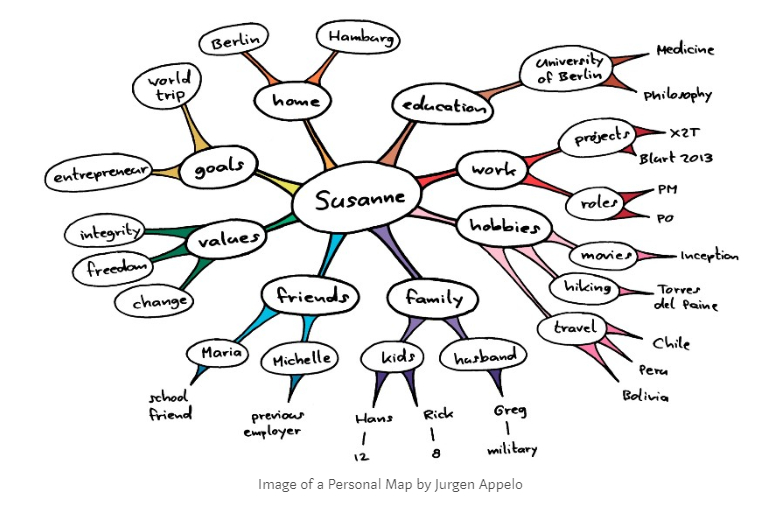 Berlin
Hamburg
home
world
trip
entrepreneur
goals
integrity
freedom
change
values
Susanne
education
University
of Berlin
Medicine
Philosophy
work
projects
X2T
Blurt 2013
roles
PM
PO
hobbies
movies
Inception
hiking
Torres
del Paine
travel
Chile
Peru
Bolivia
friends
Maria
school
friend
Michelle
previous
employer
family
kids
Hans
12
Rick
8
husband
Greg
military
Image of a Personal Map by Jurgen Appelo